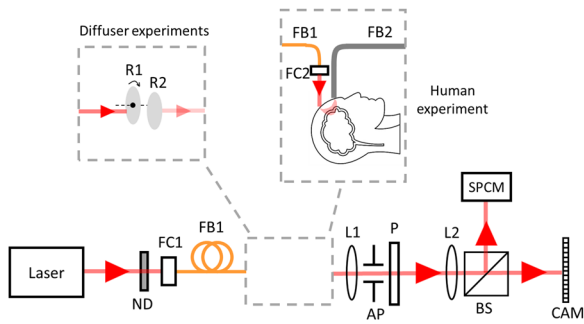 Diffuser experiments
R1
R2
FB1
FB2
FC2
Human
experiment
Laser
ND
FC1
FB1
L1
AP
P
L2
SPCM
BS
CAM